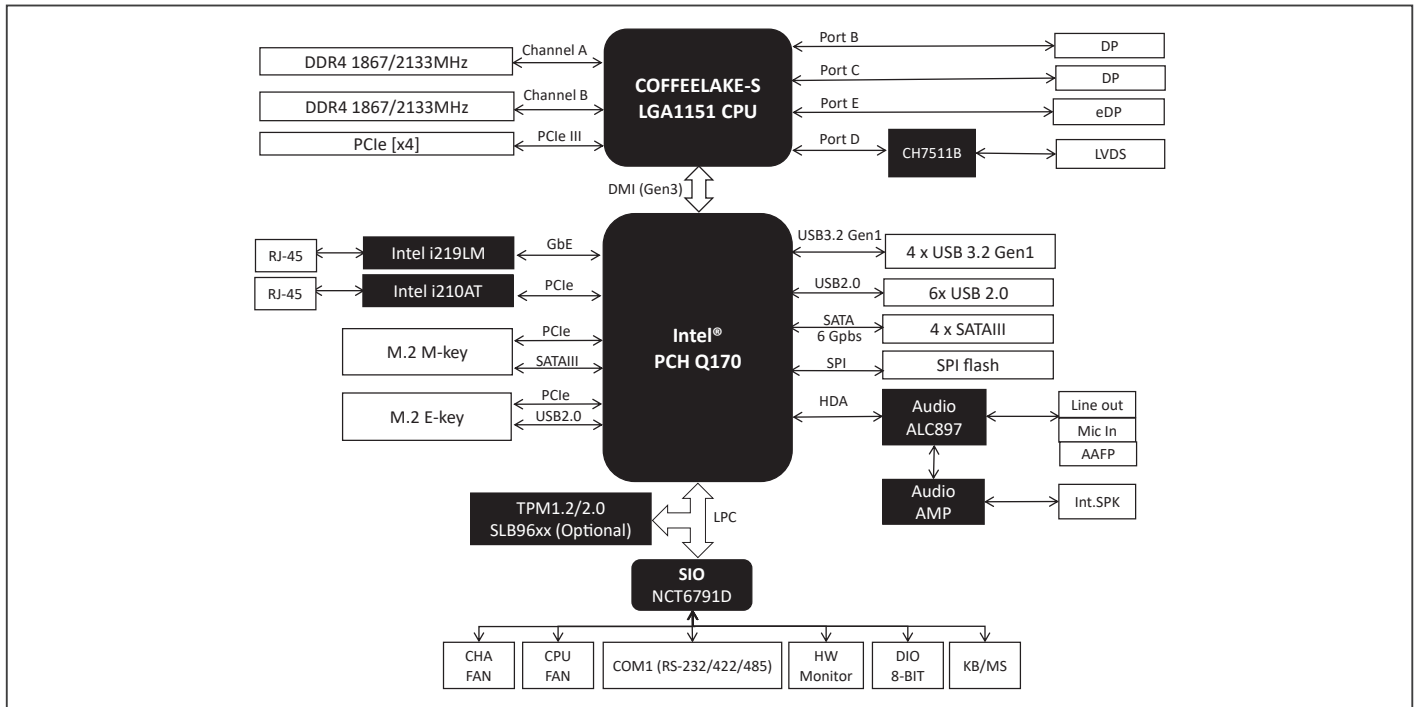 DDR4 1867/2133MHz
Channel A
DDR4 1867/2133MHz
Channel B
PCIe [x4]
PCIe III
COFFEELAKE-S
LGA1151 CPU
Port B
DP
Port C
DP
Port E
eDP
Port D
CH7511B
LVDS
DMI (Gen3)
RJ-45
Intel i219LM
GbE
RJ-45
Intel i210AT
PCIe
M.2 M-key
PCIe
SATAIII
M.2 E-key
PCIe
USB2.0
Intel®
PCH Q170
USB3.2 Gen1
4 x USB 3.2 Gen1
USB2.0
6x USB 2.0
SATA
6 Gpbs
4 x SATAIII
SPI
SPI flash
HDA
Audio
ALC897
Line out
Mic In
AAFP
Audio
AMP
Int.SPK
TPM1.2/2.0
SLB96xx (Optional)
LPC
SIO
NCT6791D
CHA
FAN
CPU
FAN
COM1 (RS-232/422/485)
HW
Monitor
DIO
8-BIT
KB/MS